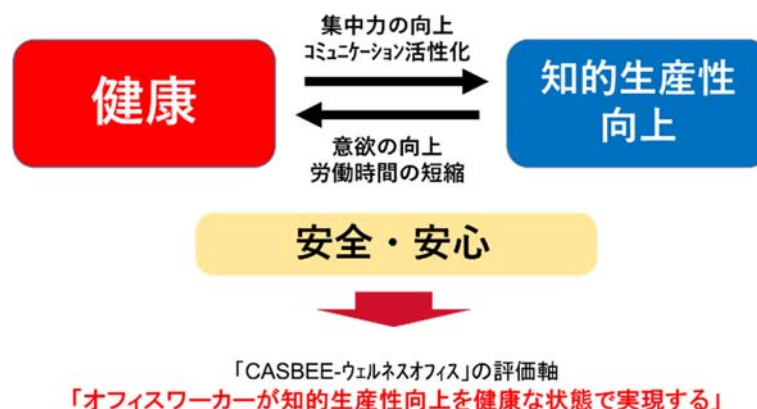 集中力の向上
ｺﾐｭﾆｹｰｼｮﾝ活性化
健康
知的生産性
向上
意欲の向上
労働時間の短縮
安全・安心
「CASBEE-ｳｪﾙﾈｽｵﾌｨｽ」の評価軸
「オフィスワーカーが知的生産性向上を健康な状態で実現する」